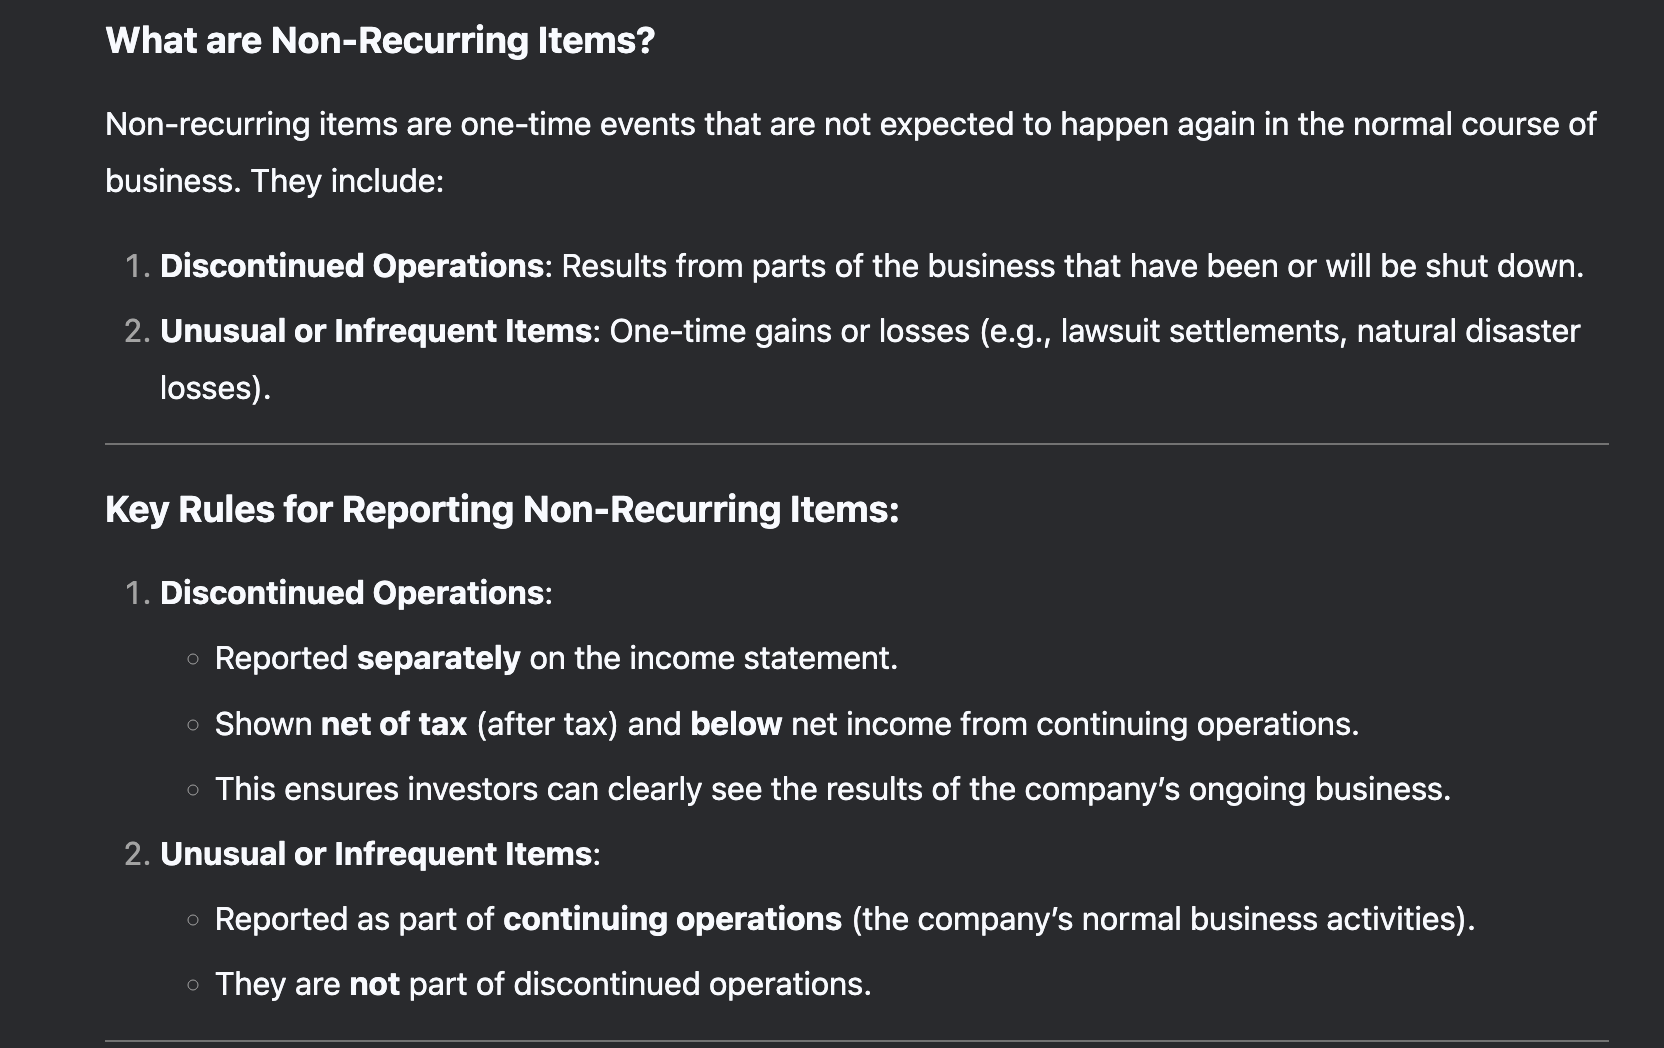 What are Non-Recurring Items?
Non-recurring items are one-time events that are not expected to happen again in the normal course of
business. They include:
1. Discontinued Operations: Results from parts of the business that have been or will be shut down.
2. Unusual or Infrequent Items: One-time gains or losses (e.g., lawsuit settlements, natural disaster
losses).
Key Rules for Reporting Non-Recurring Items:
1. Discontinued Operations:
○ Reported separately on the income statement.
○ Shown net of tax (after tax) and below net income from continuing operations.
○ This ensures investors can clearly see the results of the company’s ongoing business.
2. Unusual or Infrequent Items:
○ Reported as part of continuing operations (the company’s normal business activities).
○ They are not part of discontinued operations.